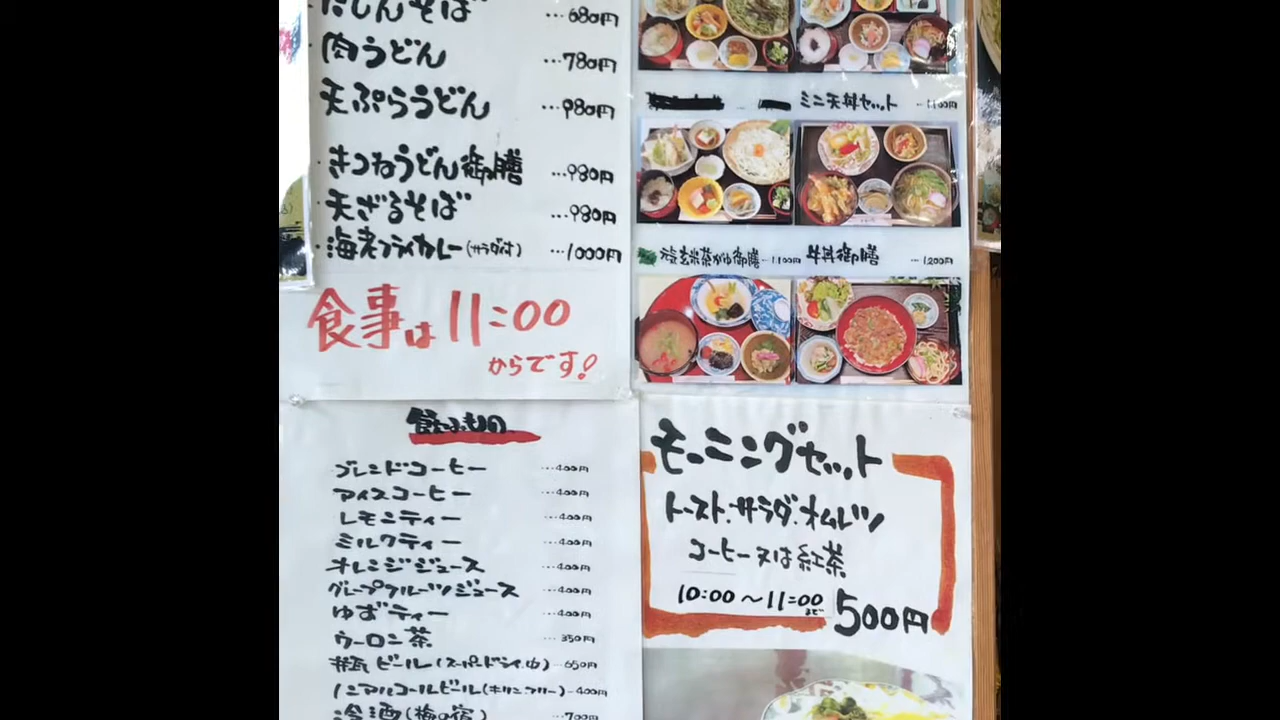 にしんそば …680円
肉うどん …780円
天ぷらうどん …980円
きつねうどん御膳 …980円
天ざるそば …980円
海老フライカレー(サラダ付) …1000円
食事は11:00
からです!
飲みもの
ブレンドコーヒー …400円
アイスコーヒー …400円
レモンティー …400円
ミルクティー …400円
オレンジジュース …400円
グレープフルーツジュース …400円
ゆずティー …400円
ウーロン茶 … 350円
瓶ビール(スーパードライ、中) …650円
ノンアルコールビール(キリンフリー) …400円
冷酒(梅の宿) …700円
ミニ天丼セット …1100円
玄米茶がゆ御膳 …1100円
牛丼御膳 …1200円
モーニングセット
トースト、サラダ、オムレツ
コーヒー又は紅茶
10:00～11:00まで 500円